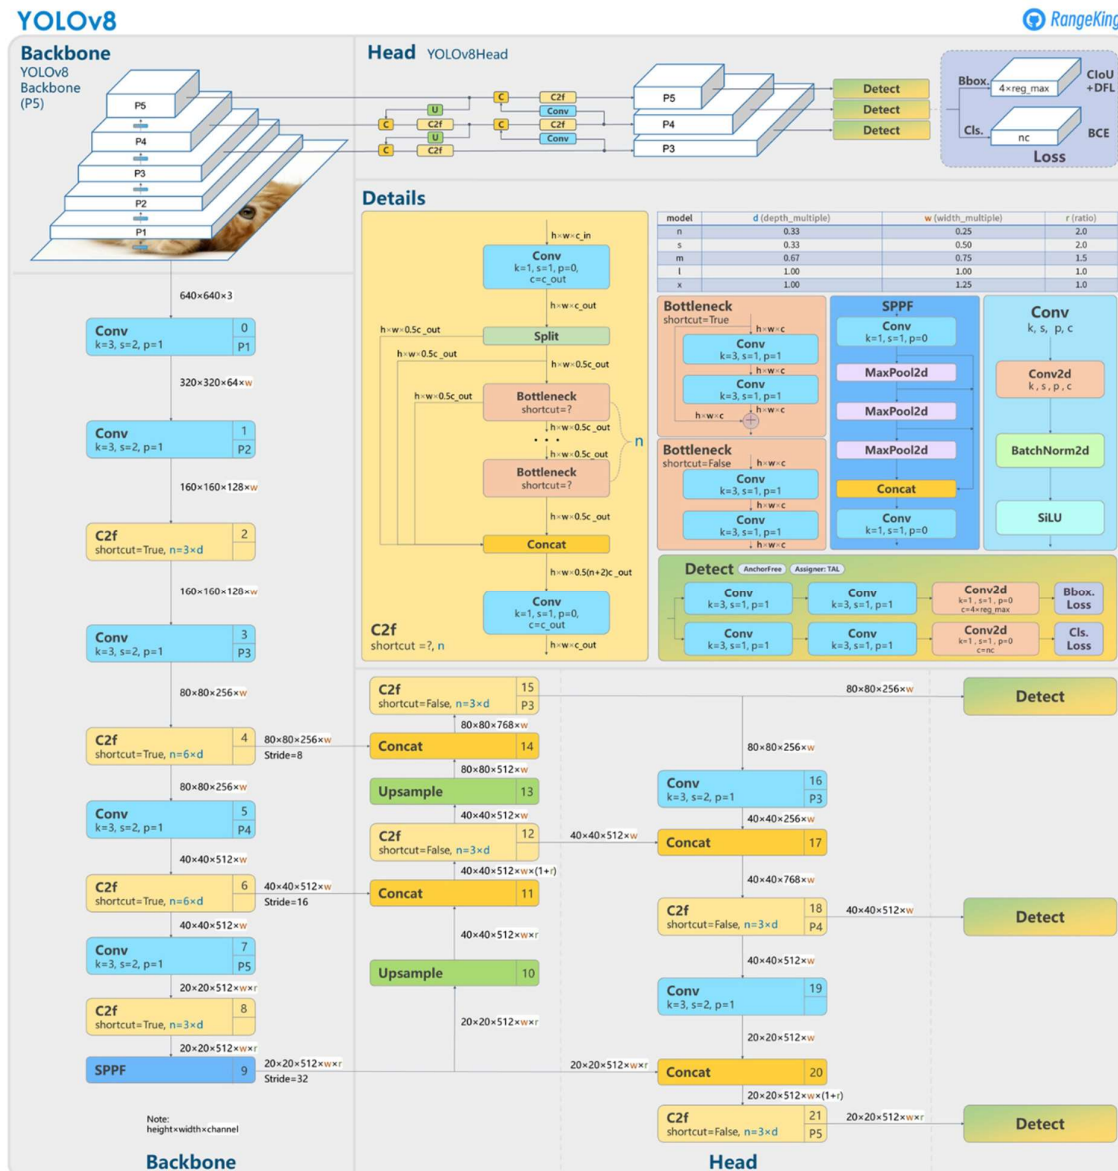 YOLOv8
RangeKing
Backbone
YOLOv8
Backbone
(P5)
P5
P4
P3
P2
P1
Head YOLOv8Head
C
C2f
U
Conv
C
C2f
C
C2f
U
Conv
C
C2f
P5
P4
P3
Detect
Detect
Detect
Bbox.
4×reg_max
CIoU
+DFL
Cls.
nc
BCE
Loss
Details
h×w×c_in
Conv
k=1, s=1, p=0,
c=c_out
h×w×c_out
h×w×0.5c_out
Split
h×w×0.5c_out
h×w×0.5c_out
h×w×0.5c_out
Bottleneck
shortcut=?
h×w×0.5c_out
· · ·
n
h×w×0.5c_out
Bottleneck
shortcut=?
h×w×0.5c_out
Concat
h×w×0.5(n+2)c_out
Conv
k=1, s=1, p=0,
c=c_out
C2f
shortcut =?, n
h×w×c_out
model d (depth_multiple) w (width_multiple) r (ratio)
n 0.33 0.25 2.0
s 0.33 0.50 2.0
m 0.67 0.75 1.5
l 1.00 1.00 1.0
x 1.00 1.25 1.0
Bottleneck
shortcut=True
h×w×c
Conv
k=3, s=1, p=1
h×w×c
Conv
k=3, s=1, p=1
h×w×c
h×w×c
+
Bottleneck
shortcut=False
h×w×c
Conv
k=3, s=1, p=1
h×w×c
Conv
k=3, s=1, p=1
h×w×c
SPPF
Conv
k=1, s=1, p=0
MaxPool2d
MaxPool2d
MaxPool2d
Concat
Conv
k=1, s=1, p=0
Conv
k, s, p, c
Conv2d
k, s, p, c
BatchNorm2d
SiLU
Detect AnchorFree Assigner: TAL
Conv
k=3, s=1, p=1
Conv
k=3, s=1, p=1
Conv2d
k=1, s=1, p=0
c=4×reg_max
Bbox.
Loss
Conv
k=3, s=1, p=1
Conv
k=3, s=1, p=1
Conv2d
k=1, s=1, p=0
c=nc
Cls.
Loss
640×640×3
Conv 0
k=3, s=2, p=1 P1
320×320×64×w
Conv 1
k=3, s=2, p=1 P2
160×160×128×w
C2f 2
shortcut=True, n=3×d
160×160×128×w
Conv 3
k=3, s=2, p=1 P3
80×80×256×w
C2f 4
shortcut=True, n=6×d
80×80×256×w
Stride=8
80×80×256×w
Conv 5
k=3, s=2, p=1 P4
40×40×512×w
C2f 6
shortcut=True, n=6×d
40×40×512×w
Stride=16
40×40×512×w
Conv 7
k=3, s=2, p=1 P5
20×20×512×w×r
C2f 8
shortcut=True, n=3×d
20×20×512×w×r
SPPF 9
20×20×512×w×r
Stride=32
Note:
height×width×channel
Backbone
C2f 15
shortcut=False, n=3×d P3
80×80×768×w
Concat 14
80×80×512×w
Upsample 13
40×40×512×w
C2f 12
shortcut=False, n=3×d
40×40×512×w
40×40×512×w×(1+r)
Concat 11
40×40×512×w×r
Upsample 10
20×20×512×w×r
80×80×256×w
Detect
80×80×256×w
Conv 16
k=3, s=2, p=1 P3
40×40×256×w
Concat 17
40×40×768×w
C2f 18
shortcut=False, n=3×d P4
40×40×512×w
Detect
40×40×512×w
Conv 19
k=3, s=2, p=1
20×20×512×w
20×20×512×w×r
Concat 20
20×20×512×w×(1+r)
C2f 21
shortcut=False, n=3×d P5
20×20×512×w×r
Detect
Head